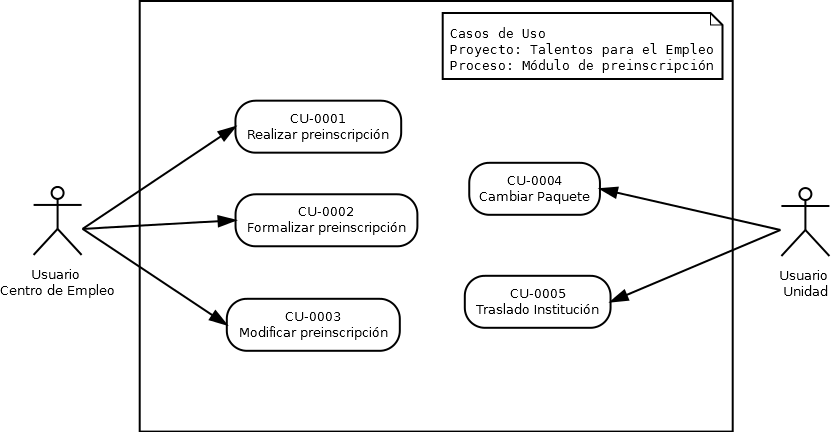 Casos de Uso
Proyecto: Talentos para el Empleo
Proceso: Módulo de preinscripción
CU-0001
Realizar preinscripción
CU-0002
Formalizar preinscripción
CU-0003
Modificar preinscripción
CU-0004
Cambiar Paquete
CU-0005
Traslado Institución
Usuario
Centro de Empleo
Usuario
Unidad